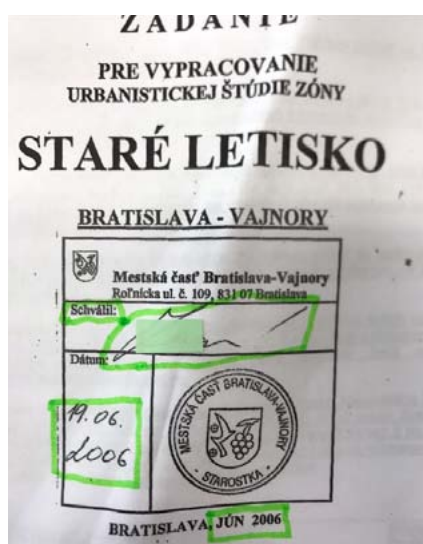 ZADANIE
PRE VYPRACOVANIE
URBANISTICKEJ ŠTÚDIE ZÓNY
STARÉ LETISKO
BRATISLAVA - VAJNORY
Mestská časť Bratislava-Vajnory
Roľnícka ul. č. 109, 831 07 Bratislava
Schválil:
Dátum:
19.06.
2006
MESTSKÁ ČASŤ BRATISLAVA-VAJNORY
- STAROSTKA -
BRATISLAVA, JÚN 2006